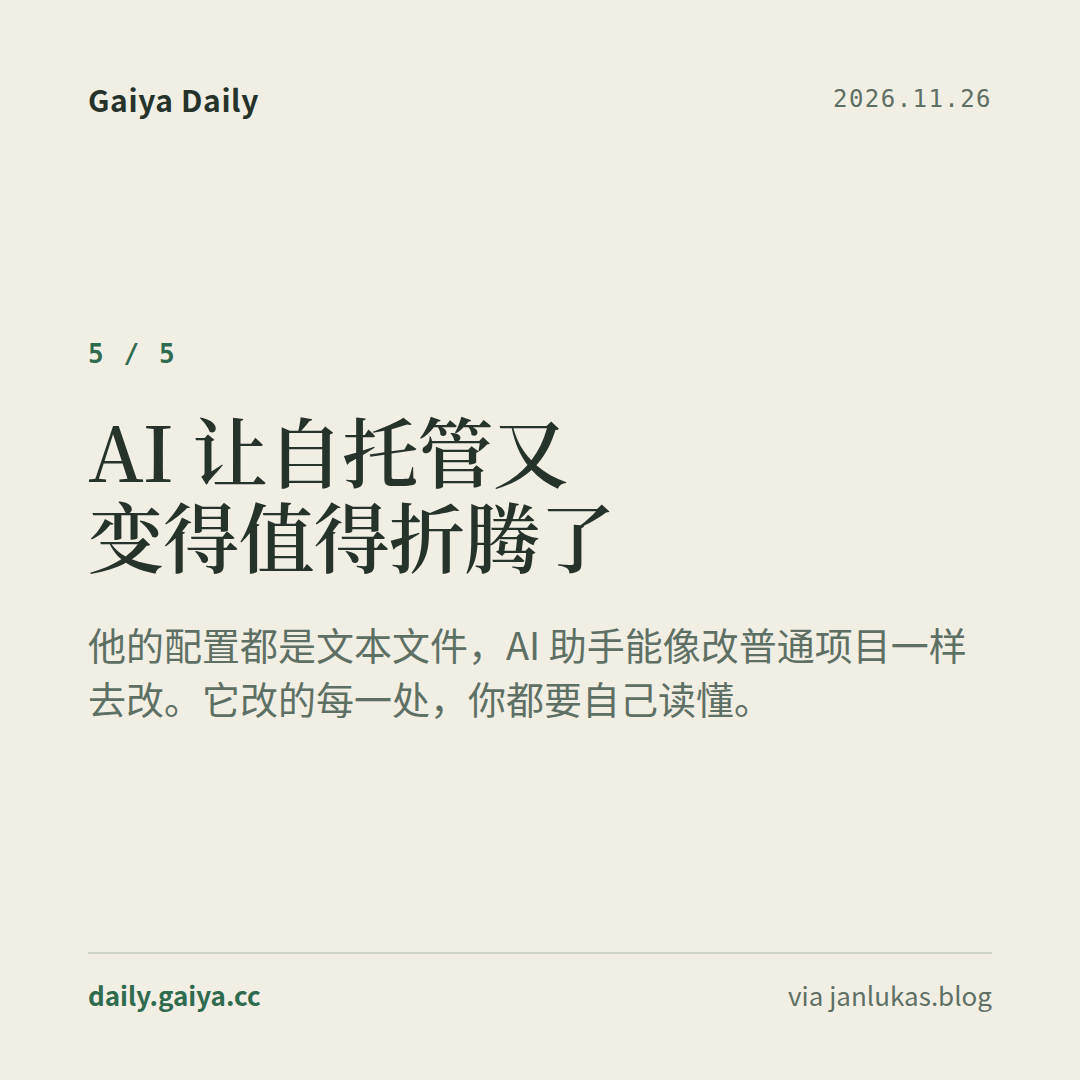 Gaiya Daily
2026.11.26
5 / 5
AI 让自托管又
变得值得折腾了
他的配置都是文本文件，AI 助手能像改普通项目一样
去改。它改的每一处，你都要自己读懂。
daily.gaiya.cc
via janlukas.blog